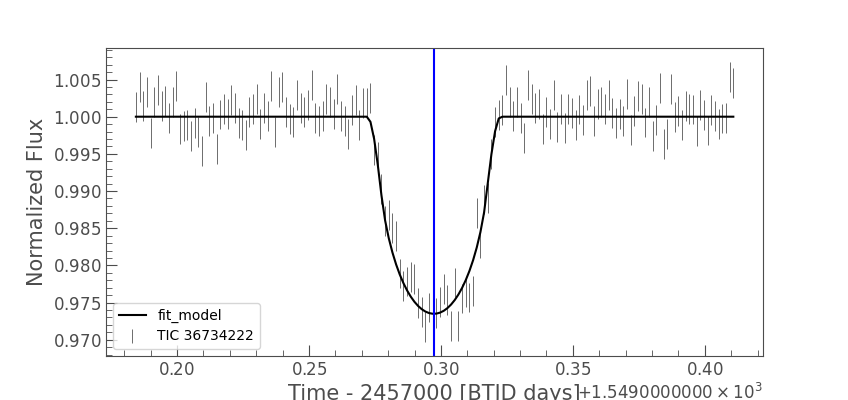 Normalized Flux
1.005
1.000
0.995
0.990
0.985
0.980
0.975
0.970
fit_model
TIC 36734222
0.20 0.25 0.30 0.35 0.40
Time - 2457000 [BTJD days]
+1.5490000000 × 10³